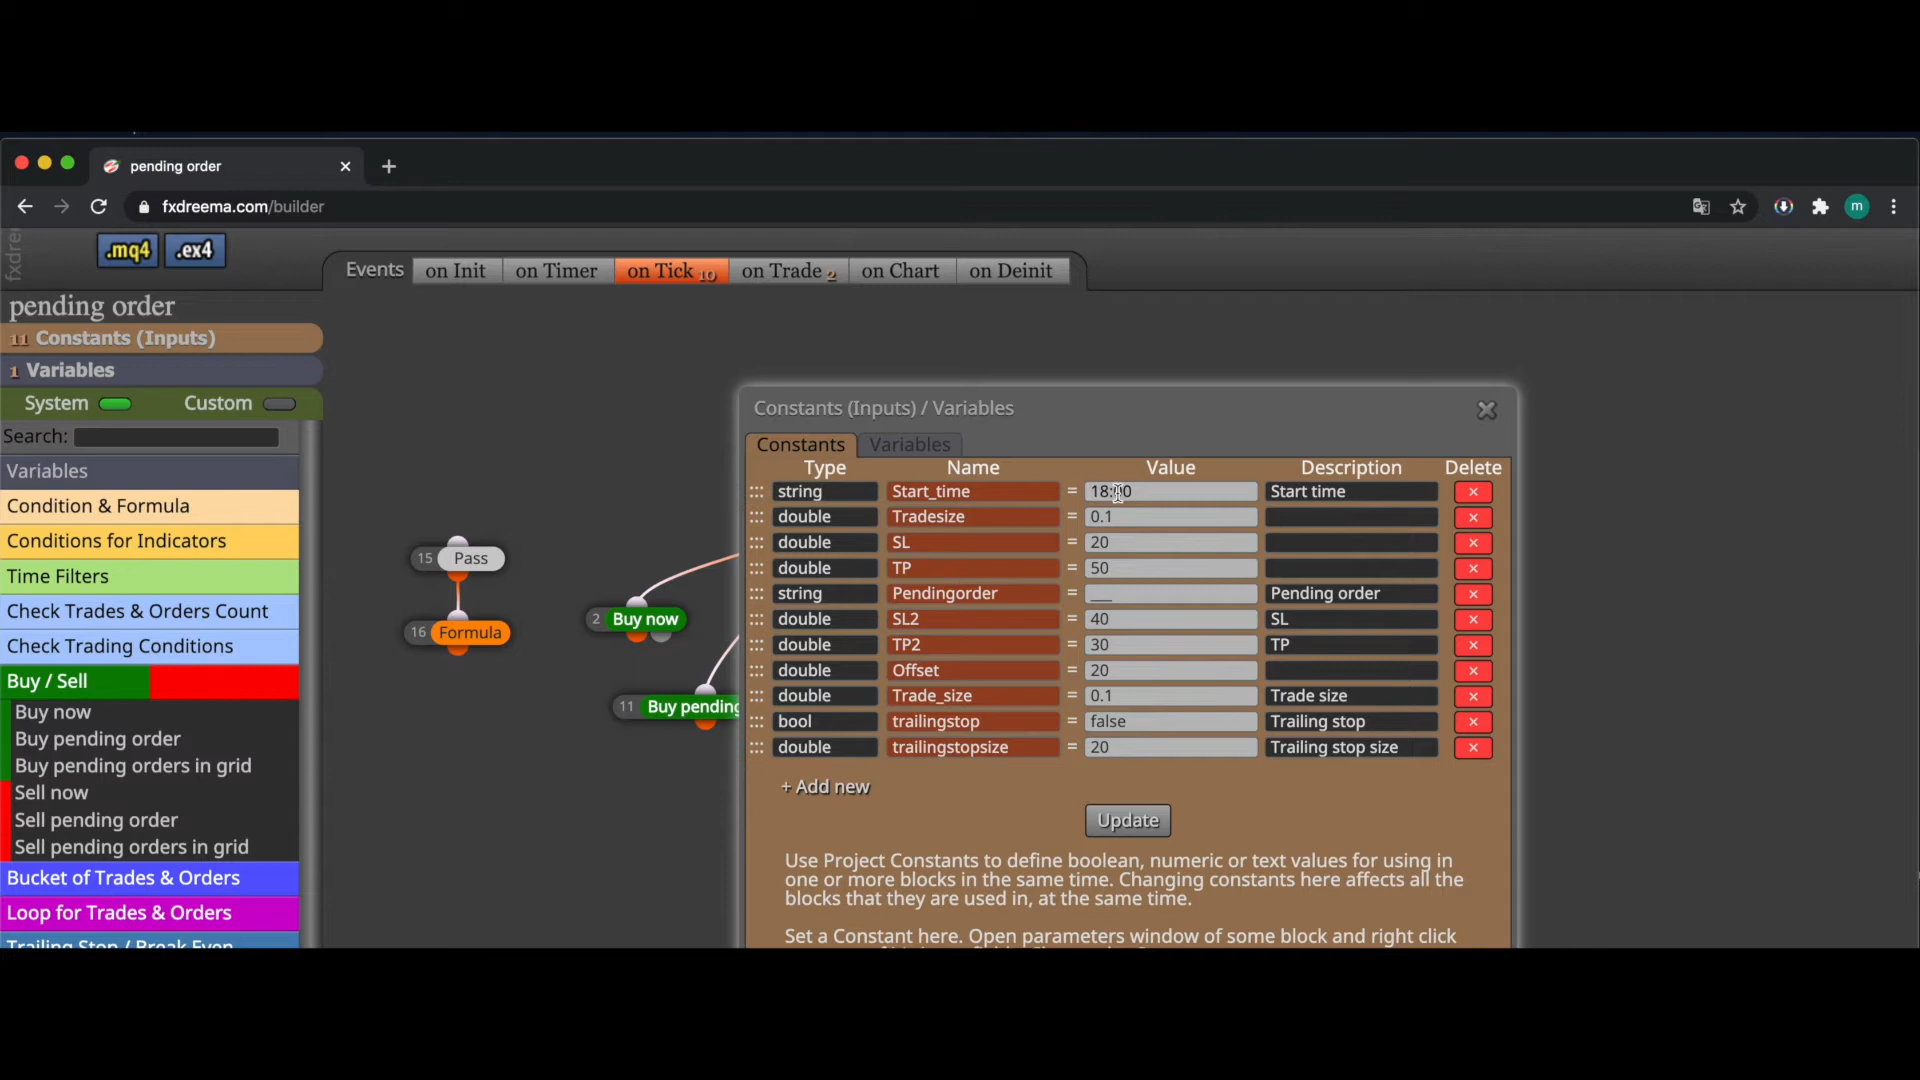 pending order
fxdreema.com/builder
m
fxdre
.mq4 .ex4
Events on Init on Timer on Tick 10 on Trade 2 on Chart on Deinit
pending order
11 Constants (Inputs)
1 Variables
System Custom
Search:
Variables
Condition & Formula
Conditions for Indicators
Time Filters
Check Trades & Orders Count
Check Trading Conditions
Buy / Sell
Buy now
Buy pending order
Buy pending orders in grid
Sell now
Sell pending order
Sell pending orders in grid
Bucket of Trades & Orders
Loop for Trades & Orders
Trailing Stop / Break Even
15 Pass
16 Formula
2 Buy now
11 Buy pending
Constants (Inputs) / Variables
Constants Variables
Type Name Value Description Delete
string Start_time = 18:00 Start time
double Tradesize = 0.1
double SL = 20
double TP = 50
string Pendingorder = ___ Pending order
double SL2 = 40 SL
double TP2 = 30 TP
double Offset = 20
double Trade_size = 0.1 Trade size
bool trailingstop = false Trailing stop
double trailingstopsize = 20 Trailing stop size
+ Add new
Update
Use Project Constants to define boolean, numeric or text values for using in
one or more blocks in the same time. Changing constants here affects all the
blocks that they are used in, at the same time.
Set a Constant here. Open parameters window of some block and right click